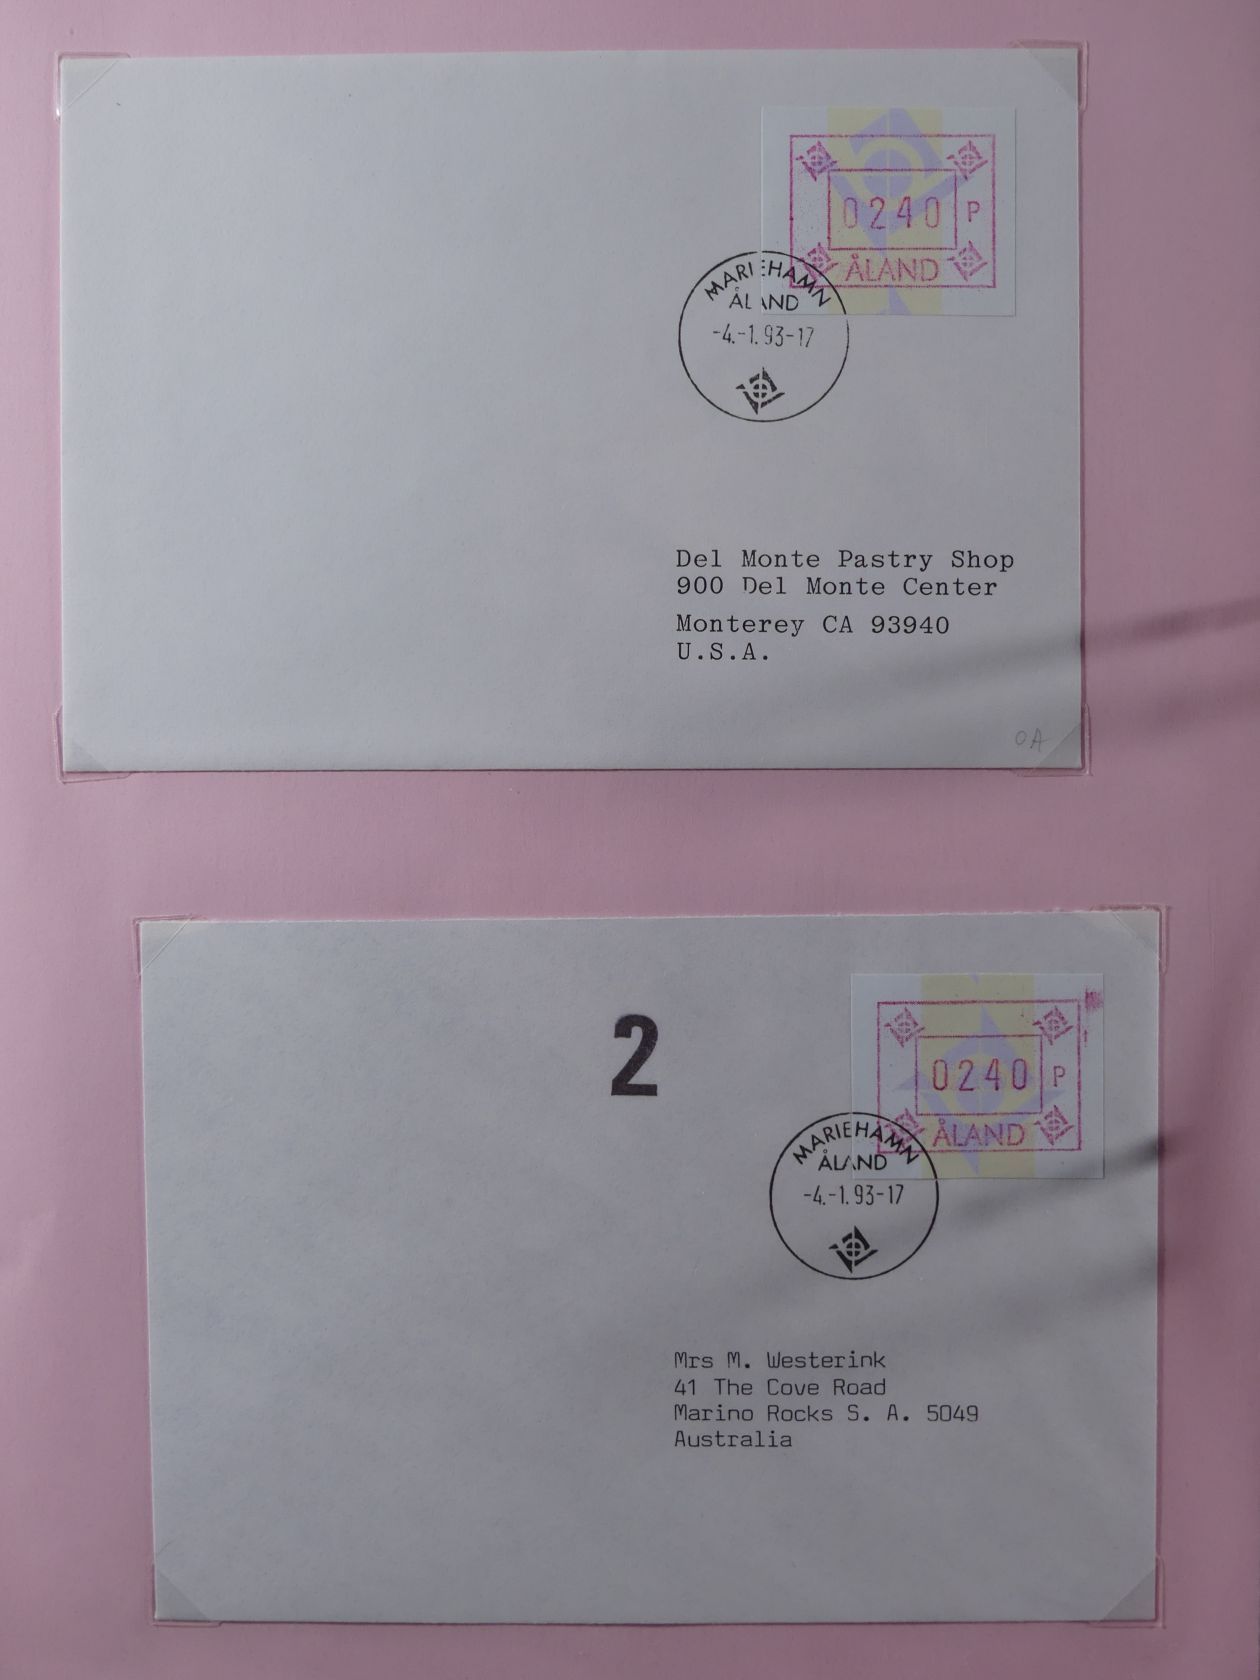 0240 P
ÅLAND
MARIEHAMN
ÅLAND
-4.-1.93-17
Del Monte Pastry Shop
900 Del Monte Center
Monterey CA 93940
U.S.A.
OA
2
0240 P
ÅLAND
MARIEHAMN
ÅLAND
-4.-1.93-17
Mrs M. Westerink
41 The Cove Road
Marino Rocks S. A. 5049
Australia